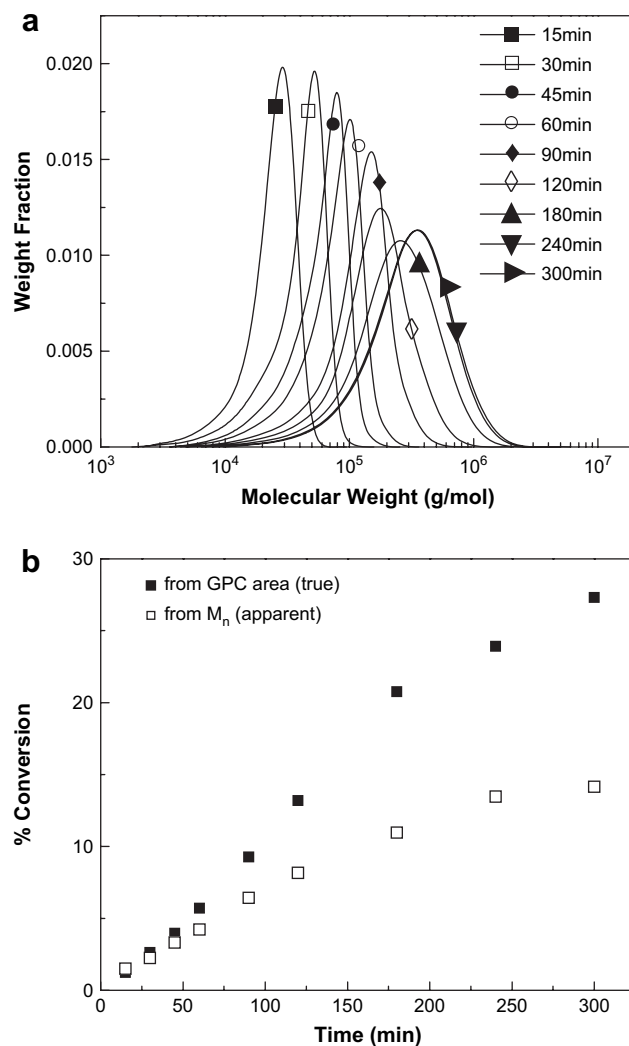 a
Weight Fraction
0.020
0.015
0.010
0.005
0.000
15min
30min
45min
60min
90min
120min
180min
240min
300min
10³ 10⁴ 10⁵ 10⁶ 10⁷
Molecular Weight (g/mol)
b
% Conversion
30
20
10
0
from GPC area (true)
from Mₙ (apparent)
0 50 100 150 200 250 300
Time (min)